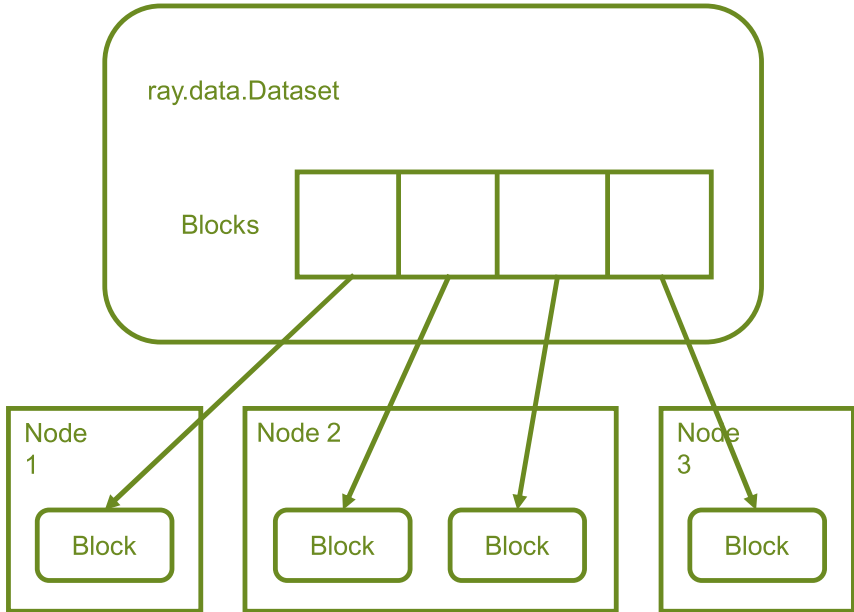 ray.data.Dataset
Blocks
Node
1
Node 2
Node
3
Block
Block
Block
Block